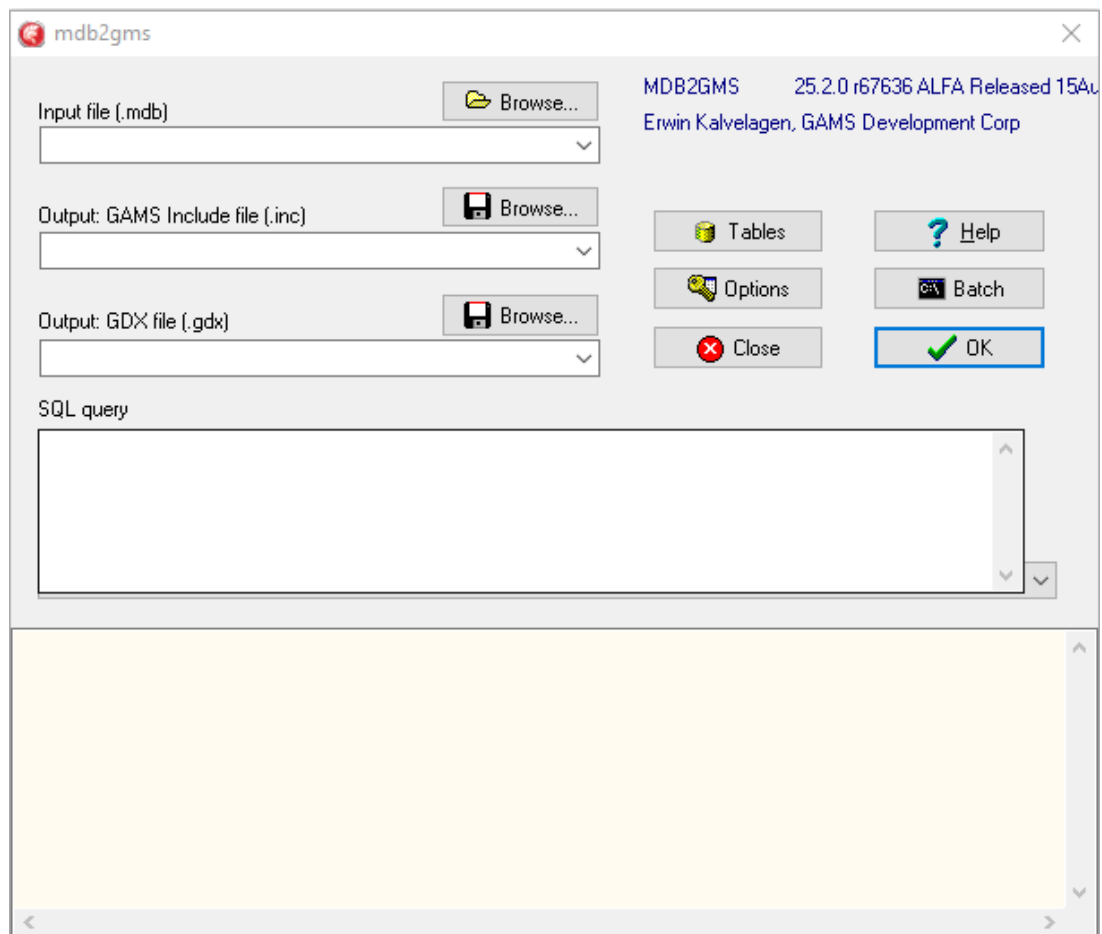 mdb2gms
Input file (.mdb)
Browse...
MDB2GMS 25.2.0 r67636 ALFA Released 15Au
Erwin Kalvelagen, GAMS Development Corp
Output: GAMS Include file (.inc)
Browse...
Tables
Help
Options
C:\
Batch
Output: GDX file (.gdx)
Browse...
Close
OK
SQL query